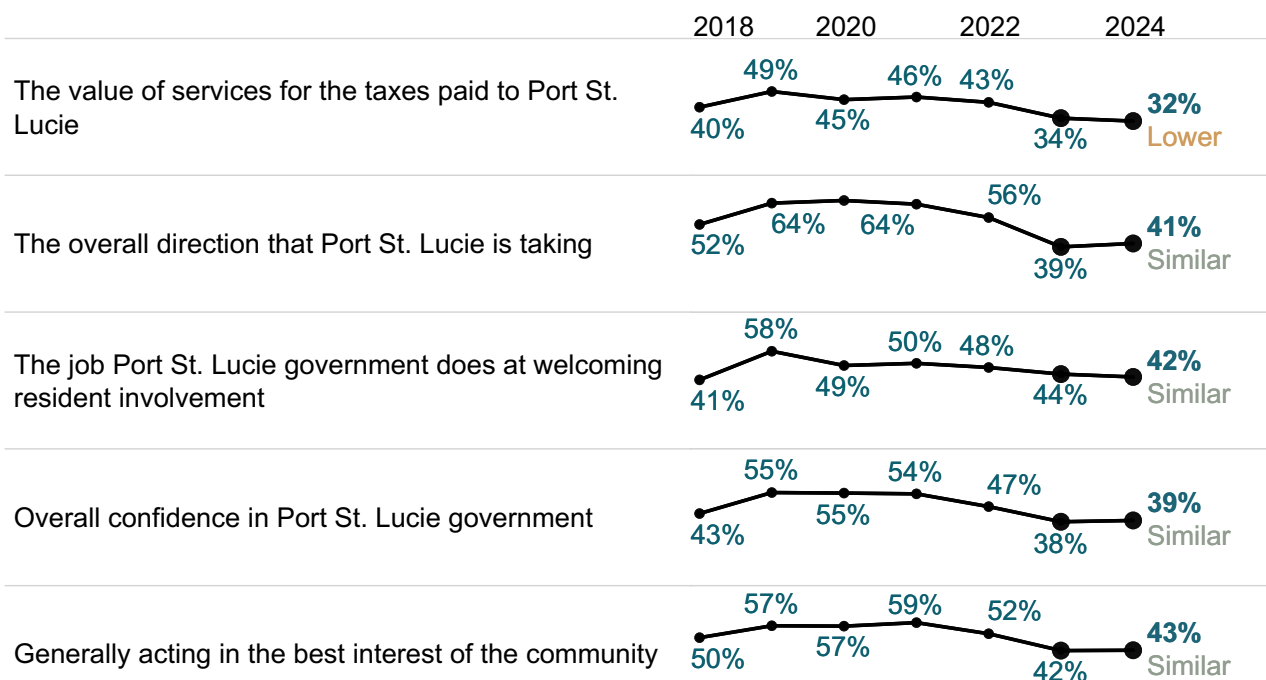 2018 2020 2022 2024
49% 46% 43%
The value of services for the taxes paid to Port St.
Lucie
40% 45% 34%
32%
Lower
56%
The overall direction that Port St. Lucie is taking
52% 64% 64% 39%
41%
Similar
58% 50% 48%
The job Port St. Lucie government does at welcoming
resident involvement
41% 49% 44%
42%
Similar
55% 54% 47%
Overall confidence in Port St. Lucie government
43% 55% 38%
39%
Similar
57% 59% 52%
Generally acting in the best interest of the community
50% 57% 42%
43%
Similar